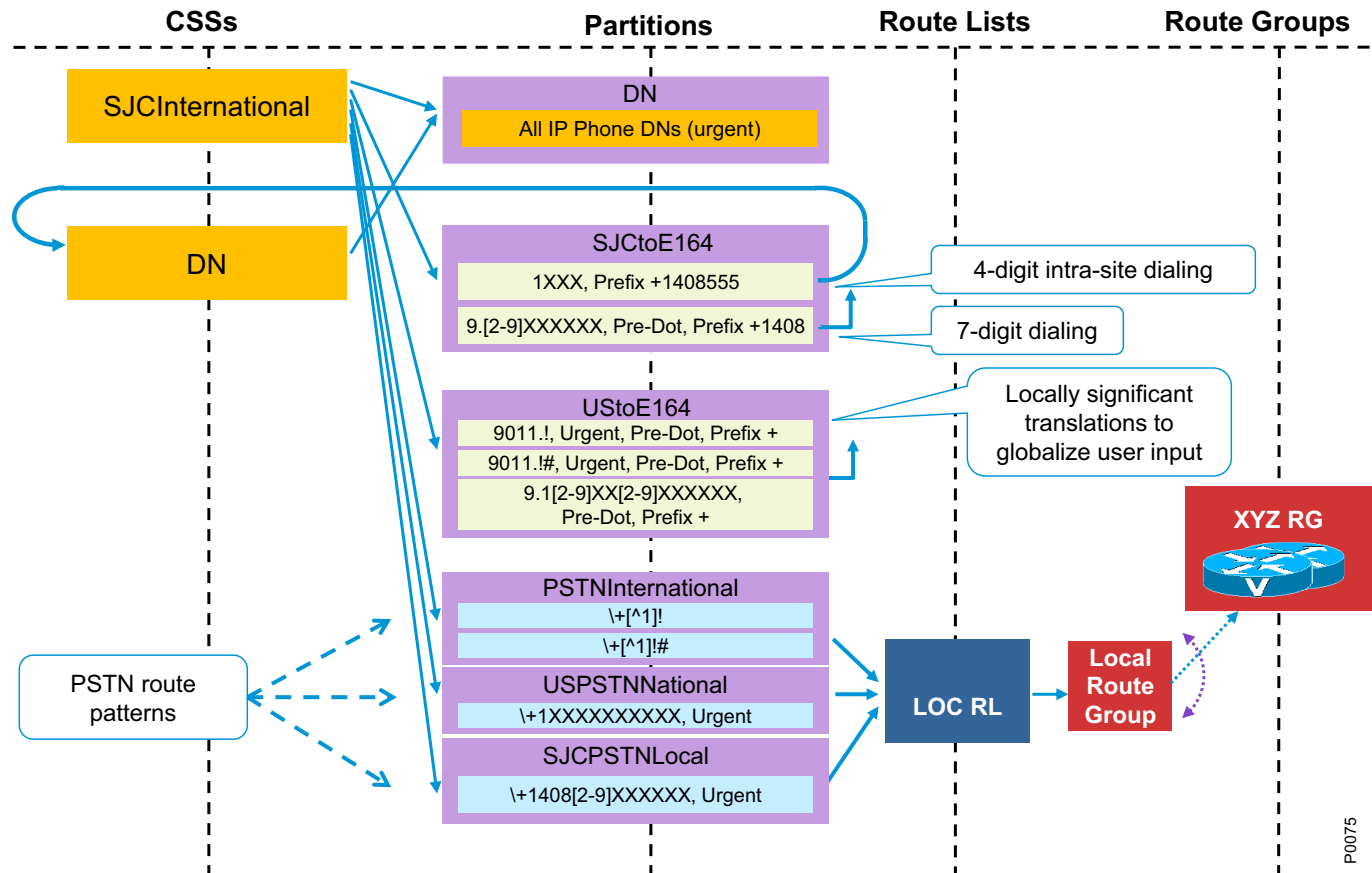 CSSs
Partitions
Route Lists
Route Groups
SJCInternational
DN
DN
All IP Phone DNs (urgent)
SJCtoE164
1XXX, Prefix +1408555
9.[2-9]XXXXXX, Pre-Dot, Prefix +1408
4-digit intra-site dialing
7-digit dialing
UStoE164
9011.!, Urgent, Pre-Dot, Prefix +
9011.!#, Urgent, Pre-Dot, Prefix +
9.1[2-9]XX[2-9]XXXXXX,
Pre-Dot, Prefix +
Locally significant
translations to
globalize user input
PSTN route
patterns
PSTNInternational
\+[^1]!
\+[^1]!#
USPSTNNational
\+1XXXXXXXXXX, Urgent
SJCPSTNLocal
\+1408[2-9]XXXXXX, Urgent
LOC RL
Local
Route
Group
XYZ RG
V
P0075